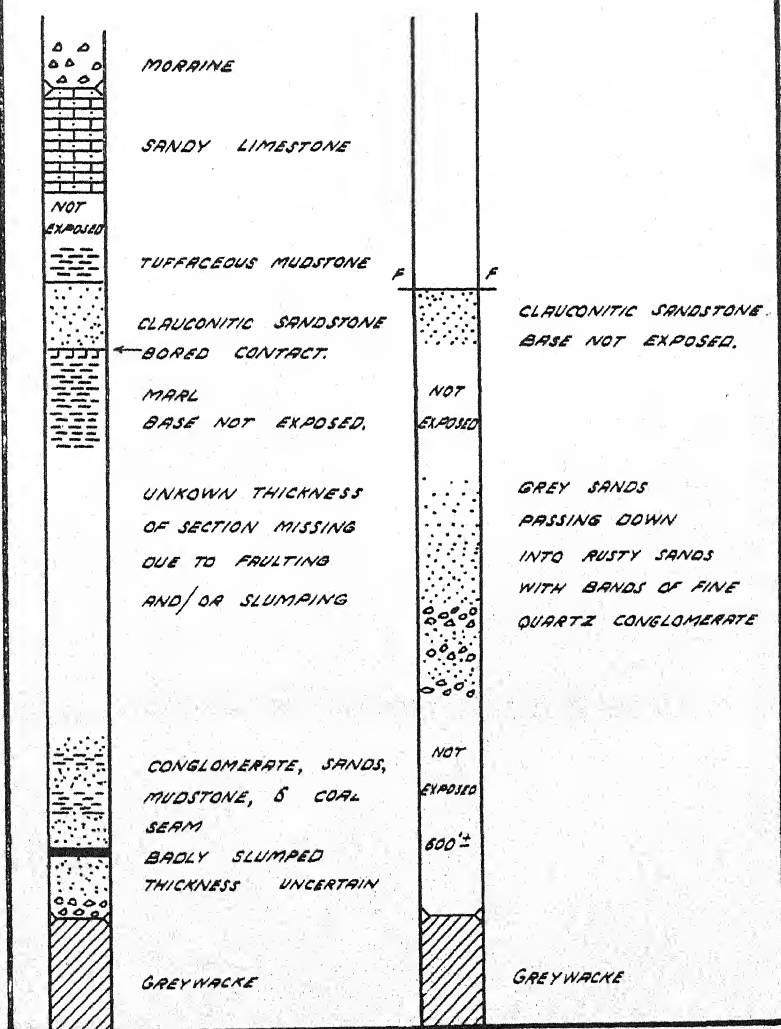 MORAINE
SANDY LIMESTONE
NOT
EXPOSED
TUFFACEOUS MUDSTONE
CLAUCONITIC SANDSTONE
BORED CONTACT.
MARL
BASE NOT EXPOSED.
UNKOWN THICKNESS
OF SECTION MISSING
DUE TO FAULTING
AND/OR SLUMPING
CONGLOMERATE, SANDS,
MUDSTONE, & COAL
SEAM
BADLY SLUMPED
THICKNESS UNCERTAIN
GREYWACKE
F F
CLAUCONITIC SANDSTONE.
BASE NOT EXPOSED.
NOT
EXPOSED
GREY SANDS
PASSING DOWN
INTO RUSTY SANDS
WITH BANDS OF FINE
QUARTZ CONGLOMERATE
NOT
EXPOSED
600'±
GREYWACKE